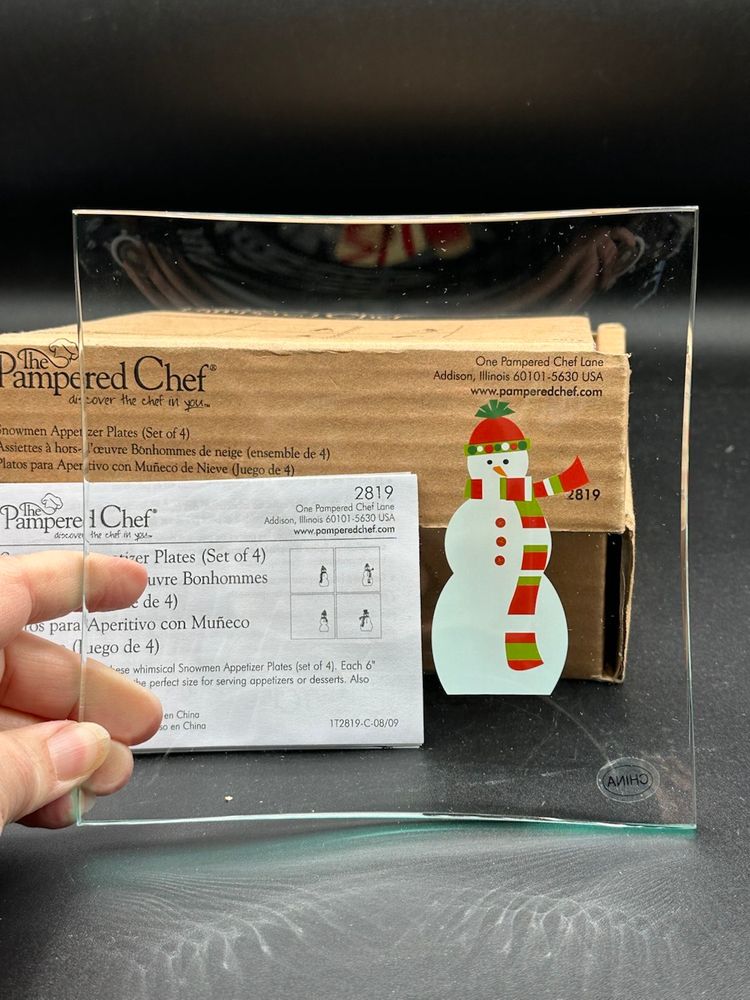 The
Pampered Chef®
discover the chef in you.™
One Pampered Chef Lane
Addison, Illinois 60101-5630 USA
www.pamperedchef.com
Snowmen Appetizer Plates (Set of 4)
Assiettes à hors-d'œuvre Bonhommes de neige (ensemble de 4)
Platos para Aperitivo con Muñeco de Nieve (Juego de 4)
2819
The
Pampered Chef®
discover the chef in you.™
2819
One Pampered Chef Lane
Addison, Illinois 60101-5630 USA
www.pamperedchef.com
Plates (Set of 4)
Bonhommes
de 4)
para Aperitivo con Muñeco
(Juego de 4)
whimsical Snowmen Appetizer Plates (set of 4). Each 6"
the perfect size for serving appetizers or desserts. Also
en China
en China
1T2819-C-08/09
CHINA